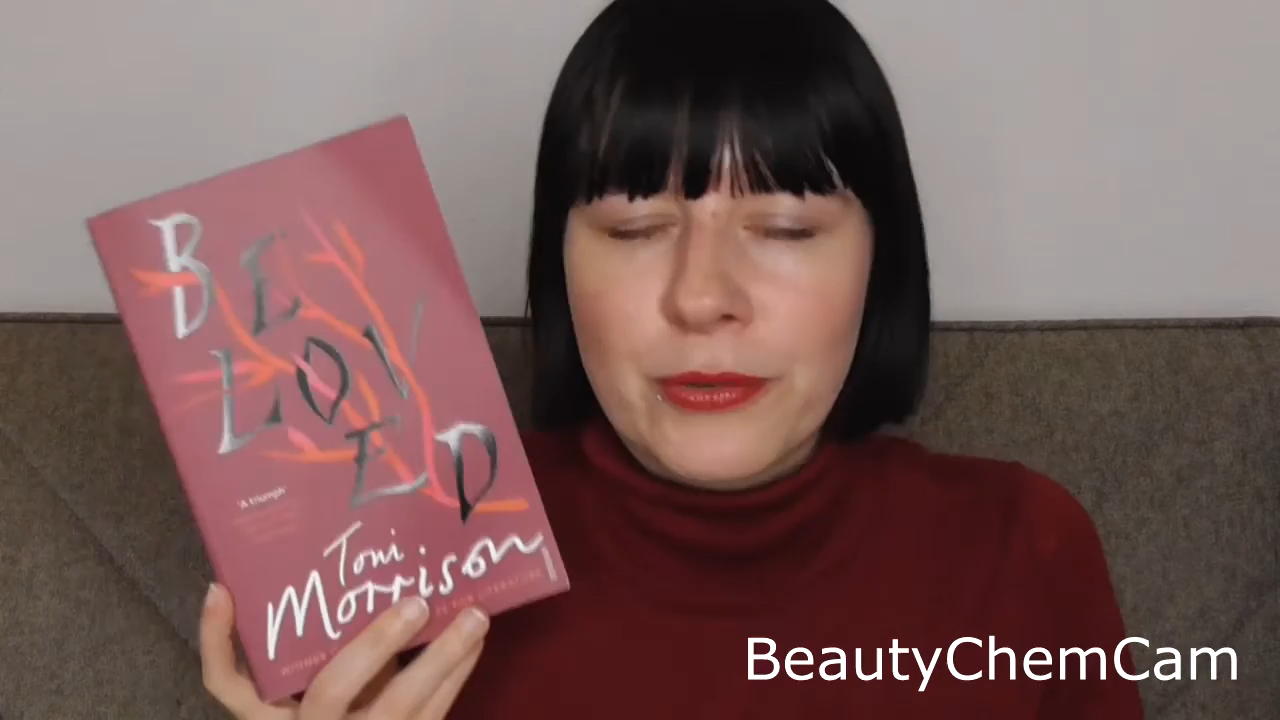 BE
LOV
ED
'A triumph'
Toni
Morrison
BeautyChemCam